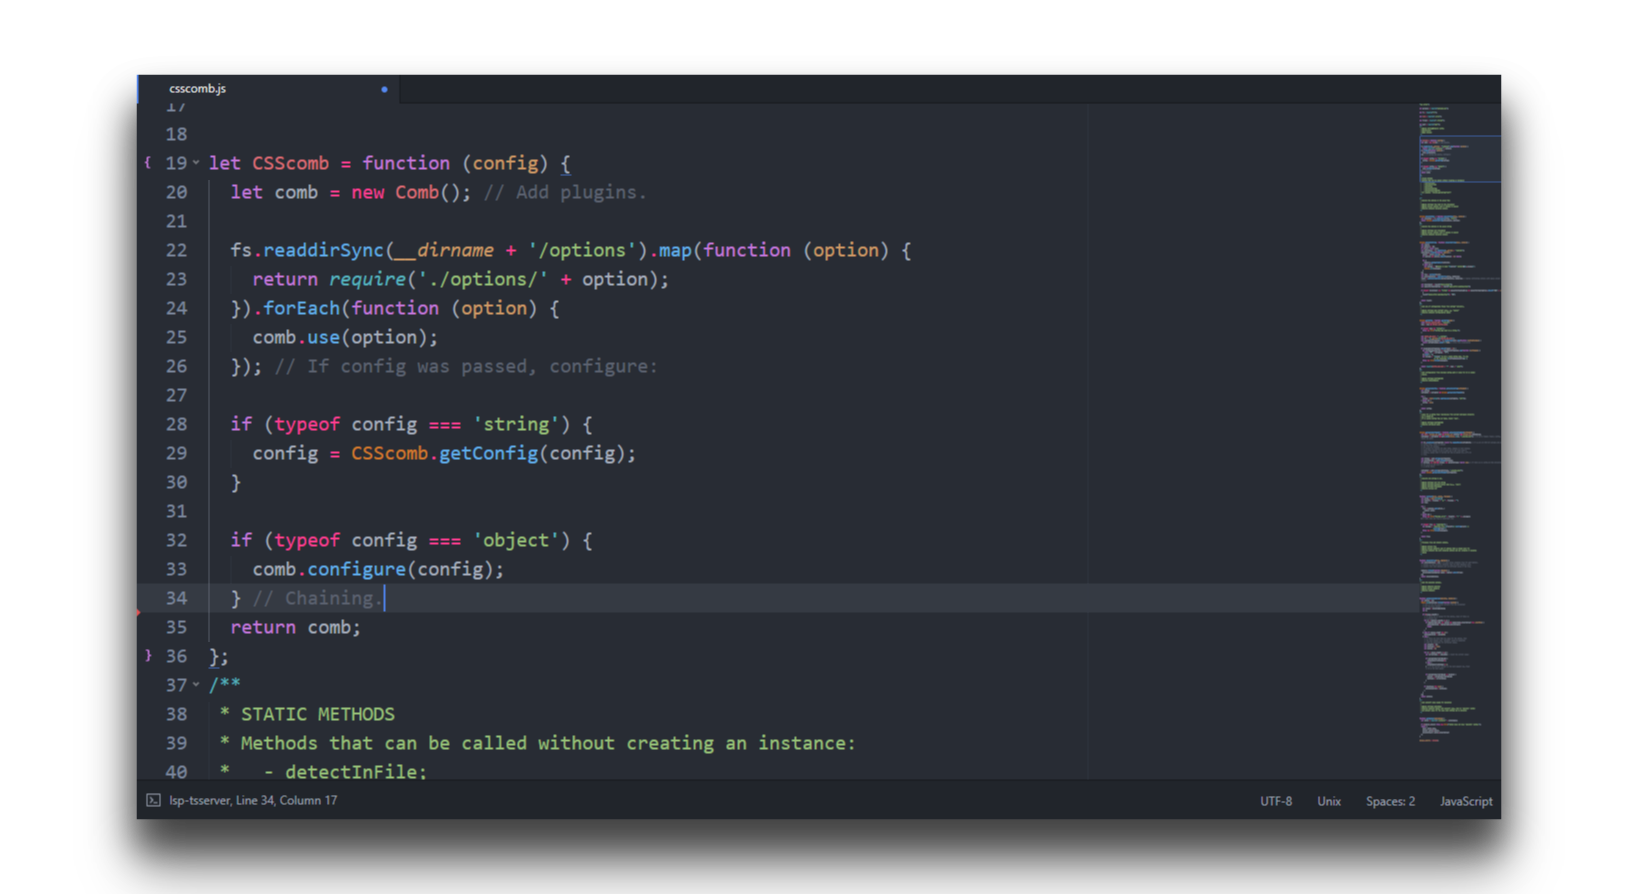 csscomb.js
17
18
{ 19 let CSScomb = function (config) {
20 let comb = new Comb(); // Add plugins.
21
22 fs.readdirSync(__dirname + '/options').map(function (option) {
23 return require('./options/' + option);
24 }).forEach(function (option) {
25 comb.use(option);
26 }); // If config was passed, configure:
27
28 if (typeof config === 'string') {
29 config = CSScomb.getConfig(config);
30 }
31
32 if (typeof config === 'object') {
33 comb.configure(config);
34 } // Chaining.
35 return comb;
} 36 };
37 /**
38 * STATIC METHODS
39 * Methods that can be called without creating an instance:
40 * - detectInFile;
lsp-tsserver, Line 34, Column 17 UTF-8 Unix Spaces: 2 JavaScript